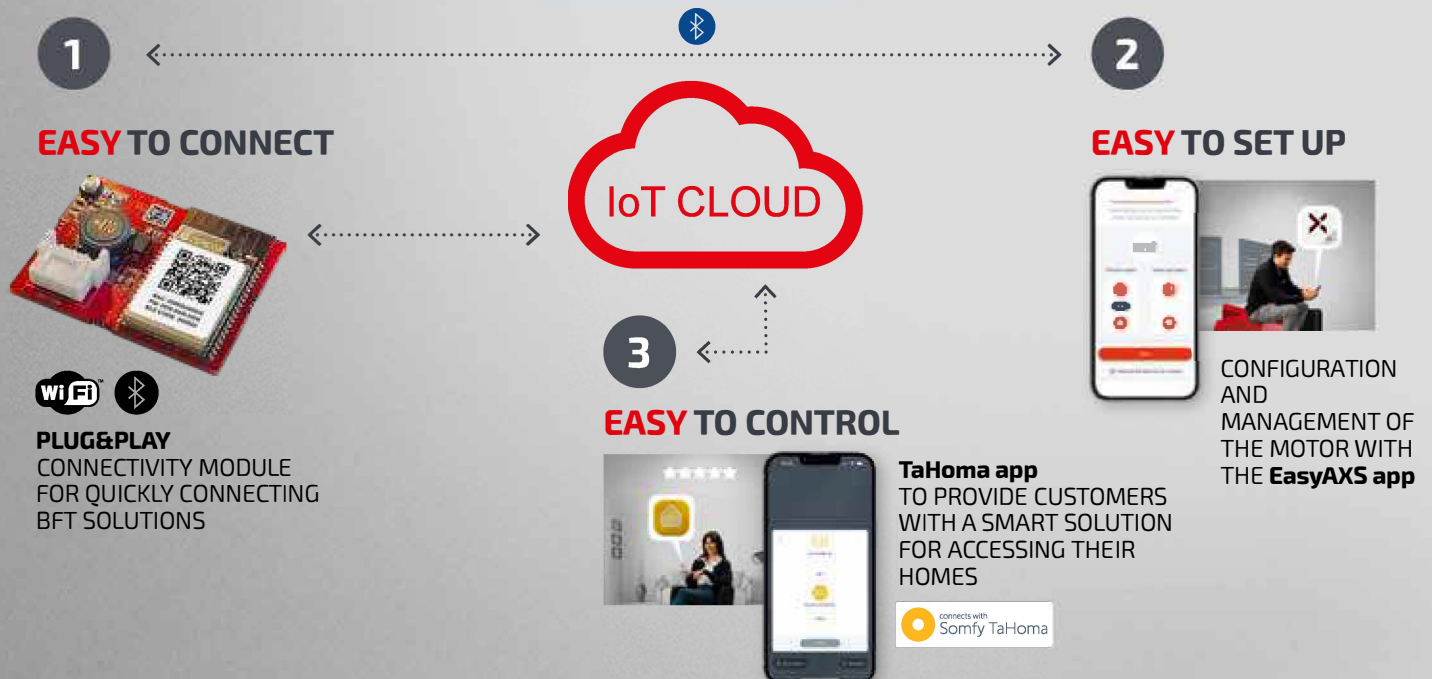 1
2
EASY TO CONNECT
IoT CLOUD
EASY TO SET UP
WiFi
PLUG&PLAY
CONNECTIVITY MODULE
FOR QUICKLY CONNECTING
BFT SOLUTIONS
CONFIGURATION
AND
MANAGEMENT OF
THE MOTOR WITH
THE EasyAXS app
3
EASY TO CONTROL
TaHoma app
TO PROVIDE CUSTOMERS
WITH A SMART SOLUTION
FOR ACCESSING THEIR
HOMES
connects with
Somfy TaHoma